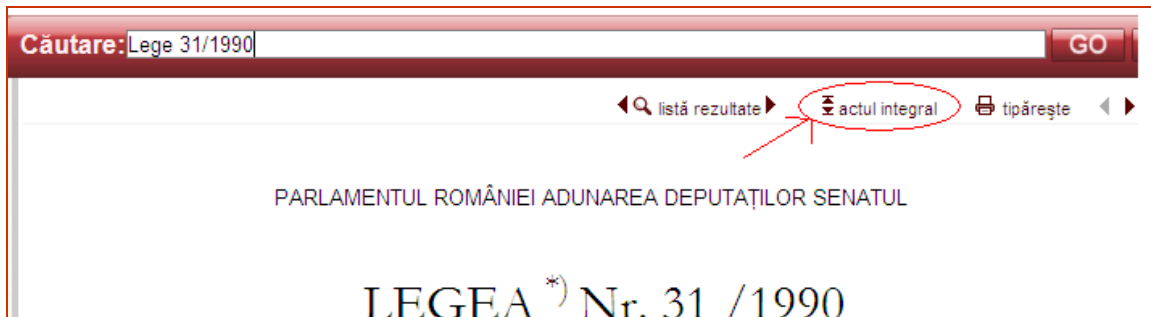 Căutare: Lege 31/1990 GO
listă rezultate actul integral tipărește
PARLAMENTUL ROMÂNIEI ADUNAREA DEPUTAȚILOR SENATUL
LEGEA *) Nr. 31 /1990